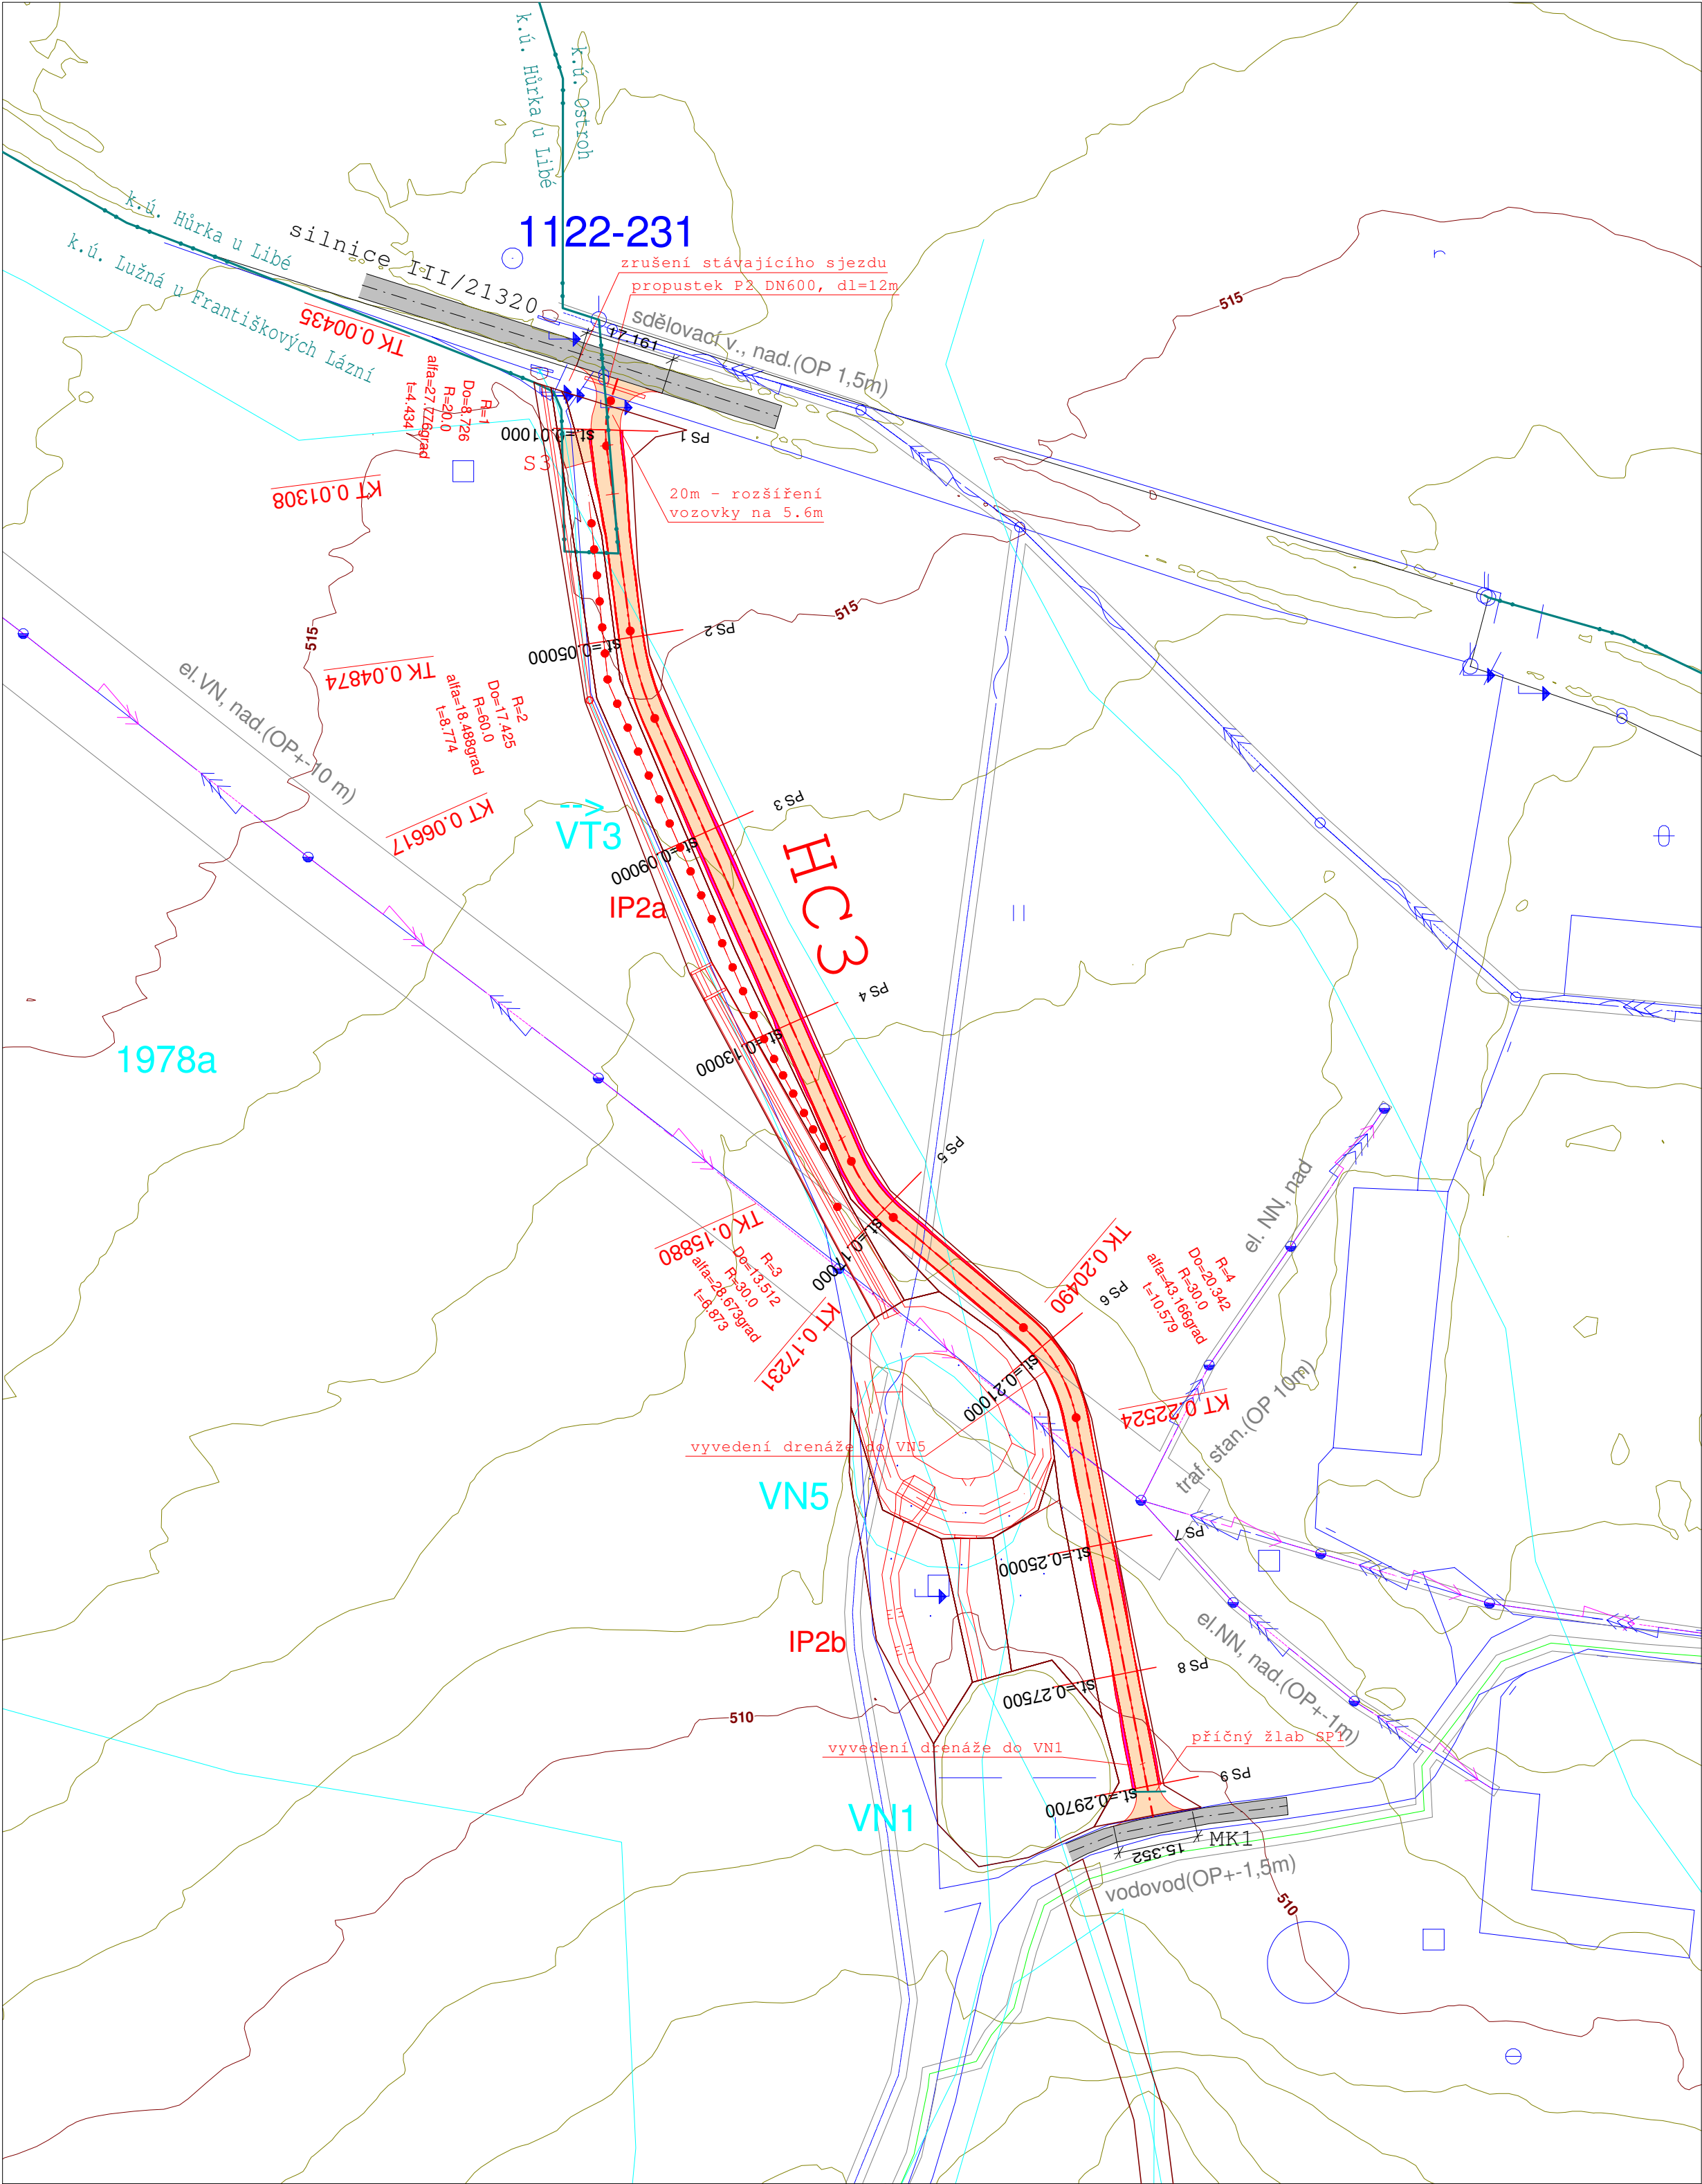 k.ú. Hůrka u Libé
k.ú. Ostroh
k.ú. Hůrka u Libé
k.ú. Lužná u Františkových Lázní
silnice III/21320
1122-231
zrušení stávajícího sjezdu
propustek P2 DN600, dl=12m
sdělovací v., nad.(OP 1,5m)
17.161
515
TK 0.00435
R=1
Do=8.726
R=20.0
alfa=27.776grad
t=4.434
st.=0.01000
PS 1
S3
KT 0.01308
20m - rozšíření
vozovky na 5.6m
515
515
PS 2
st.=0.05000
TK 0.04874
R=2
Do=17.425
R=60.0
alfa=18.488grad
t=8.774
el.VN, nad.(OP+-10 m)
KT 0.06617
-->
VT3
PS 3
st.=0.09000
IP2a
HC3
PS 4
st.=0.13000
1978a
PS 5
st.=0.17000
TK 0.15880
R=3
Do=13.512
R=30.0
alfa=28.673grad
t=6.873
KT 0.17231
TK 0.20490
PS 6
R=4
Do=20.342
R=30.0
alfa=43.166grad
t=10.579
el. NN, nad
st.=0.21000
KT 0.22524
traf. stan.(OP 10m)
vyvedení drenáže do VN5
VN5
PS 7
st.=0.25000
IP2b
el.NN, nad.(OP+-1m)
PS 8
st.=0.27500
510
vyvedení drenáže do VN1
příčný žlab SP1
PS 9
st.=0.29700
VN1
15.352
MK1
vodovod(OP+-1,5m)
510